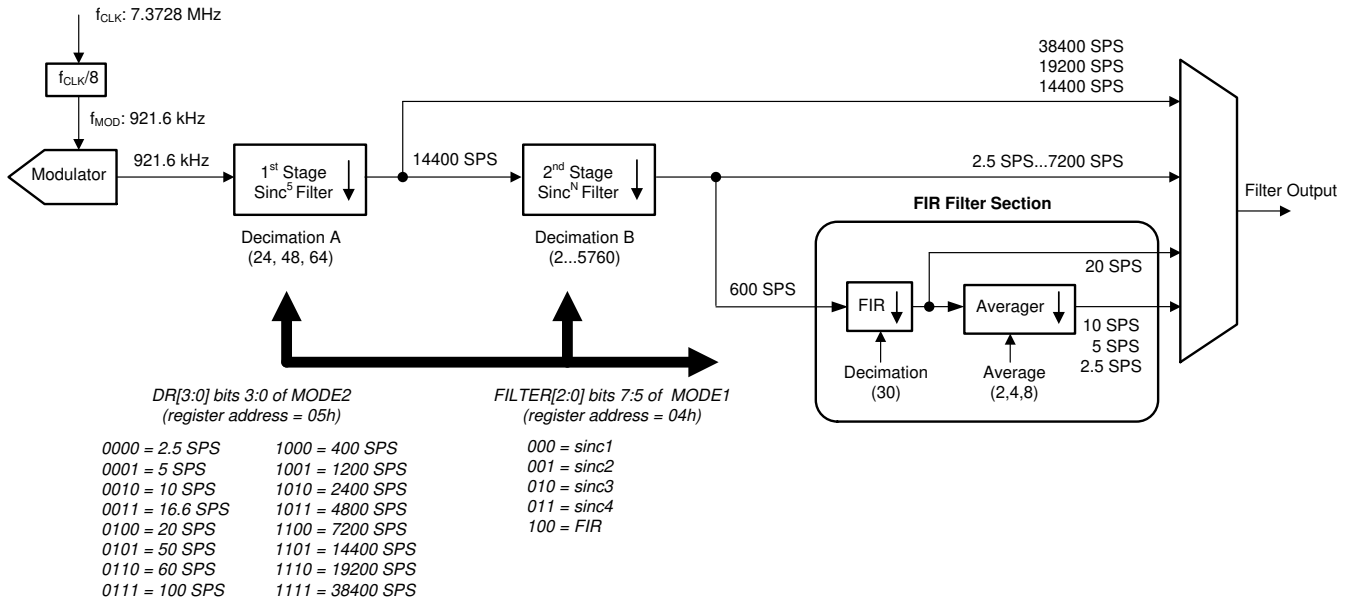 fCLK: 7.3728 MHz
fCLK/8
fMOD: 921.6 kHz
Modulator
921.6 kHz
1st Stage
Sinc5 Filter
Decimation A
(24, 48, 64)
14400 SPS
2nd Stage
SincN Filter
Decimation B
(2...5760)
38400 SPS
19200 SPS
14400 SPS
2.5 SPS...7200 SPS
FIR Filter Section
600 SPS
FIR
Decimation
(30)
Averager
Average
(2,4,8)
20 SPS
10 SPS
5 SPS
2.5 SPS
Filter Output
DR[3:0] bits 3:0 of MODE2
(register address = 05h)
0000 = 2.5 SPS
0001 = 5 SPS
0010 = 10 SPS
0011 = 16.6 SPS
0100 = 20 SPS
0101 = 50 SPS
0110 = 60 SPS
0111 = 100 SPS
1000 = 400 SPS
1001 = 1200 SPS
1010 = 2400 SPS
1011 = 4800 SPS
1100 = 7200 SPS
1101 = 14400 SPS
1110 = 19200 SPS
1111 = 38400 SPS
FILTER[2:0] bits 7:5 of MODE1
(register address = 04h)
000 = sinc1
001 = sinc2
010 = sinc3
011 = sinc4
100 = FIR